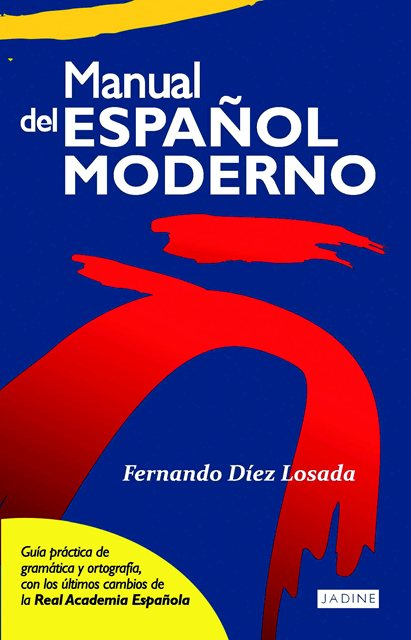 Manual
del ESPAÑOL
MODERNO
Fernando Díez Losada
Guía práctica de
gramática y ortografía,
con los últimos cambios de
la Real Academia Española
JADINE